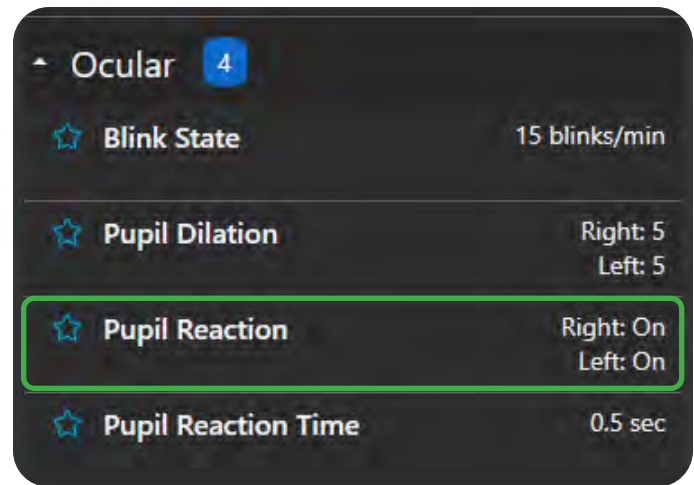 Ocular 4
Blink State 15 blinks/min
Pupil Dilation Right: 5
Left: 5
Pupil Reaction Right: On
Left: On
Pupil Reaction Time 0.5 sec